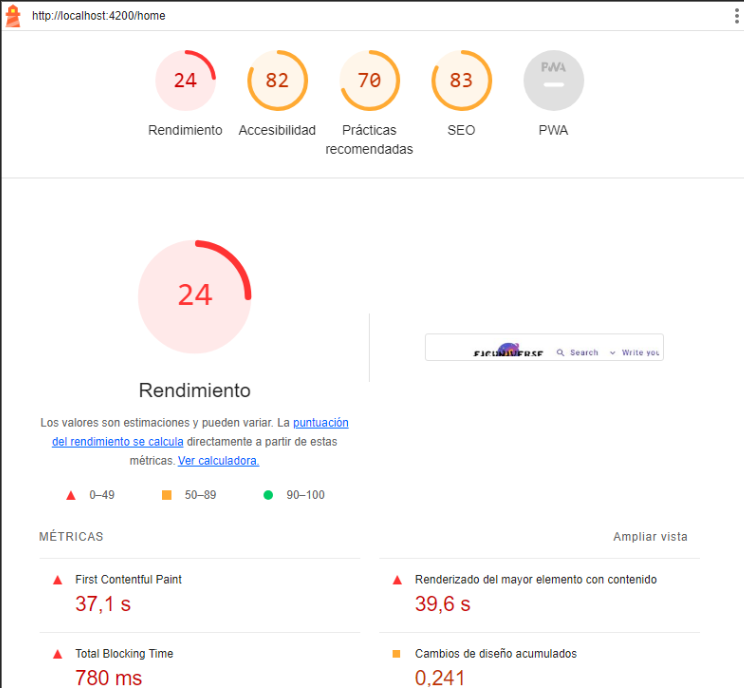 http://localhost:4200/home
24
82
70
83
PWA
Rendimiento
Accesibilidad
Prácticas
recomendadas
SEO
PWA
24
FICUNIVERSE Search Write you
Rendimiento
Los valores son estimaciones y pueden variar. La puntuación
del rendimiento se calcula directamente a partir de estas
métricas. Ver calculadora.
0–49 50–89 90–100
MÉTRICAS
Ampliar vista
First Contentful Paint
37,1 s
Renderizado del mayor elemento con contenido
39,6 s
Total Blocking Time
780 ms
Cambios de diseño acumulados
0,241